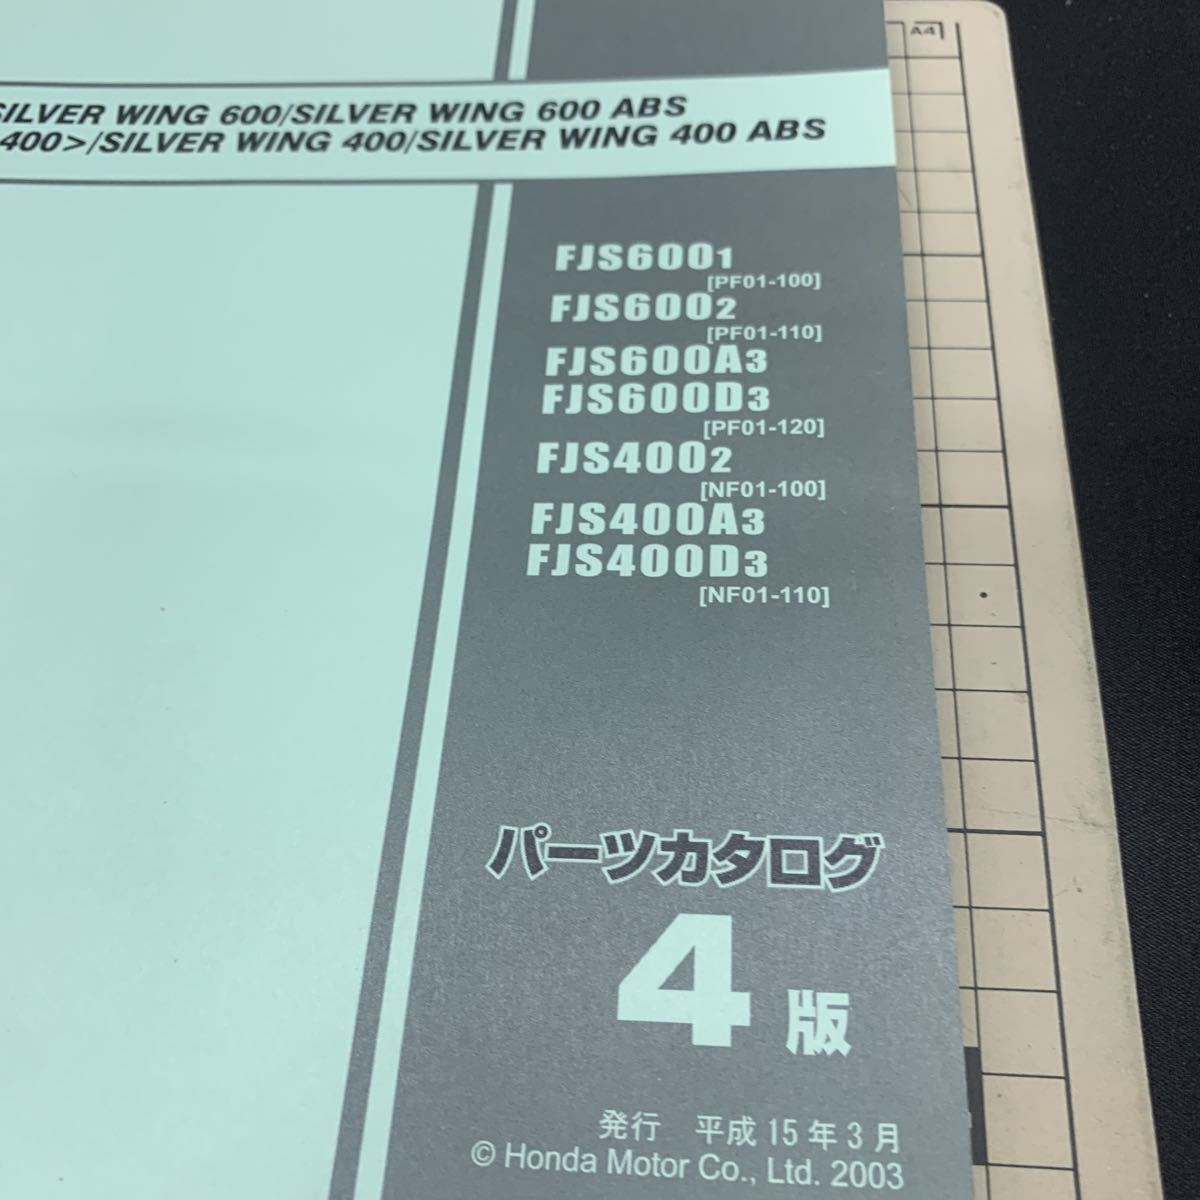 SILVER WING 600/SILVER WING 600 ABS
400>/SILVER WING 400/SILVER WING 400 ABS
A4
FJS6001
[PF01-100]
FJS6002
[PF01-110]
FJS600A3
FJS600D3
[PF01-120]
FJS4002
[NF01-100]
FJS400A3
FJS400D3
[NF01-110]
パーツカタログ
4版
発行 平成15年3月
© Honda Motor Co., Ltd. 2003